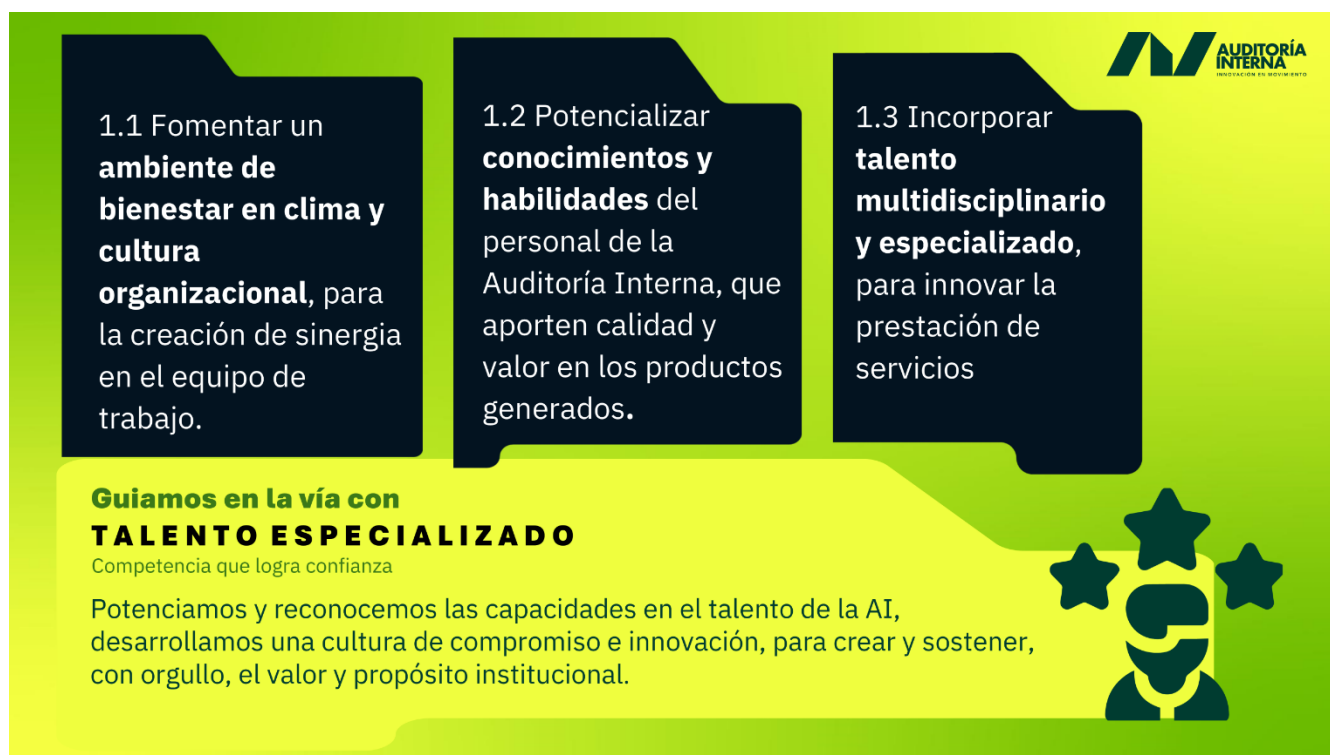 AUDITORÍA
INTERNA
INNOVACIÓN EN MOVIMIENTO
1.1 Fomentar un
ambiente de
bienestar en clima y
cultura
organizacional, para
la creación de sinergia
en el equipo de
trabajo.
1.2 Potencializar
conocimientos y
habilidades del
personal de la
Auditoría Interna, que
aporten calidad y
valor en los productos
generados.
1.3 Incorporar
talento
multidisciplinario
y especializado,
para innovar la
prestación de
servicios
Guiamos en la vía con
TALENTO ESPECIALIZADO
Competencia que logra confianza
Potenciamos y reconocemos las capacidades en el talento de la AI,
desarrollamos una cultura de compromiso e innovación, para crear y sostener,
con orgullo, el valor y propósito institucional.